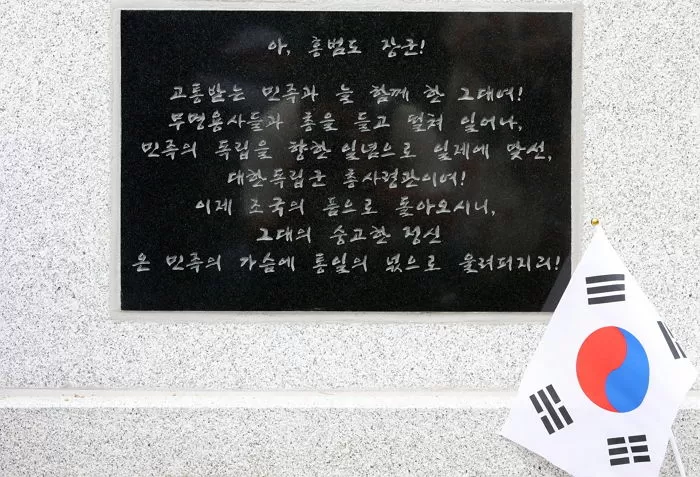 아, 홍범도 장군!
고통받는 민족과 늘 함께 한 그대여!
무명용사들과 총을 들고 떨쳐 일어나,
민족의 독립을 향한 일념으로 일제에 맞선,
대한독립군 총사령관이여!
이제 조국의 품으로 돌아오시니,
그대의 숭고한 정신
온 민족의 가슴에 통일의 넋으로 울려퍼지리!